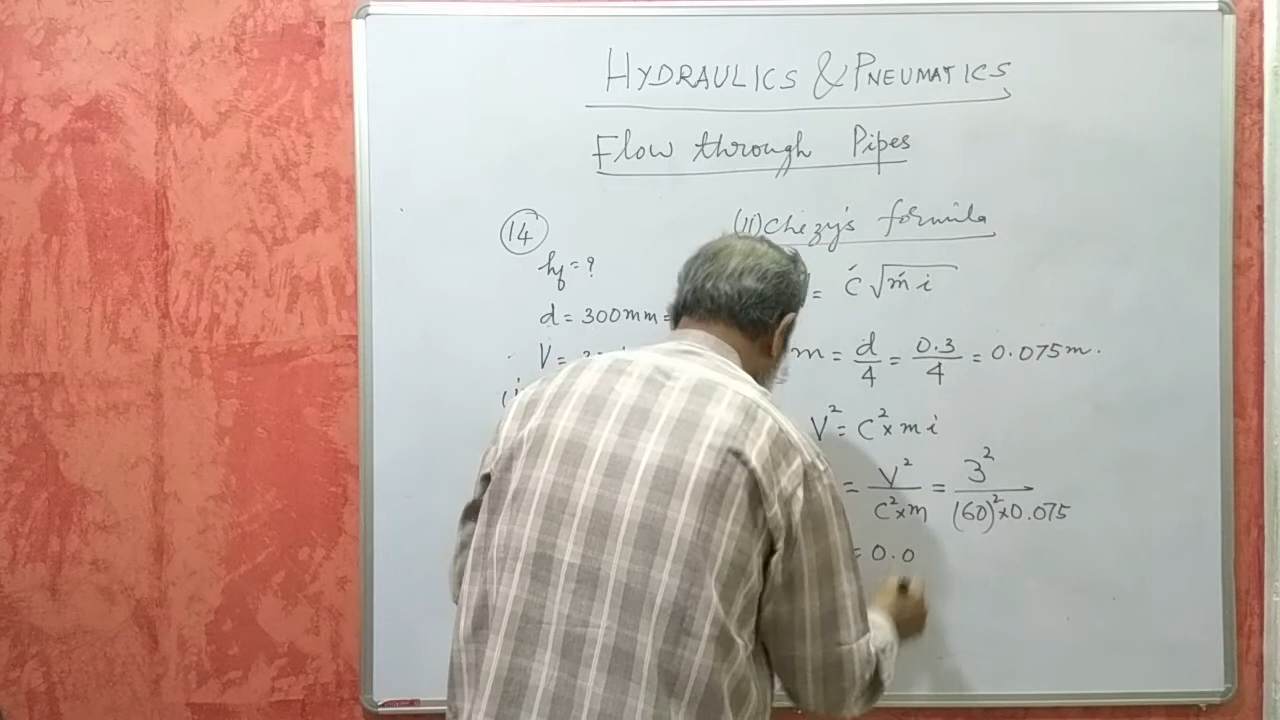 HYDRAULICS & PNEUMATICS
Flow through Pipes
14
hf = ?
d = 300mm =
V =
(ii) Chezy's formula
= C √mi
m = d/4 = 0.3/4 = 0.075m.
V² = C² × m i
= V²/C²×m = 3²/(60)²×0.075
= 0.0